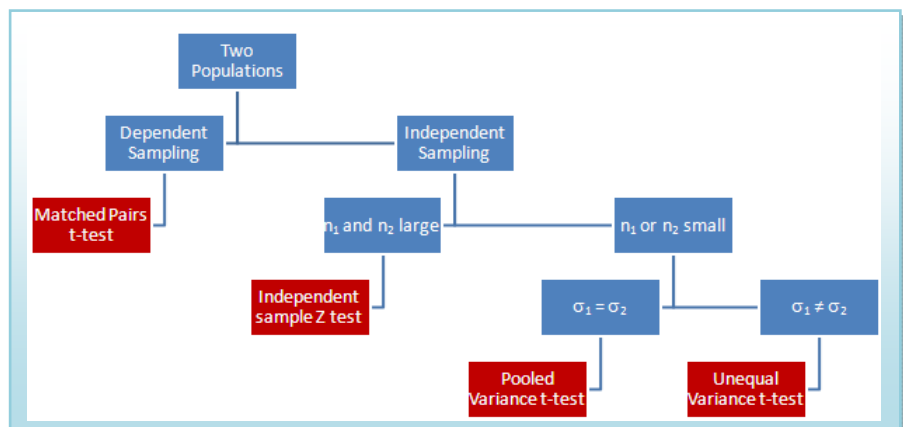 Two
Populations
Dependent
Sampling
Independent
Sampling
Matched Pairs
t-test
n₁ and n₂ large
n₁ or n₂ small
Independent
sample Z test
σ₁ = σ₂
σ₁ ≠ σ₂
Pooled
Variance t-test
Unequal
Variance t-test